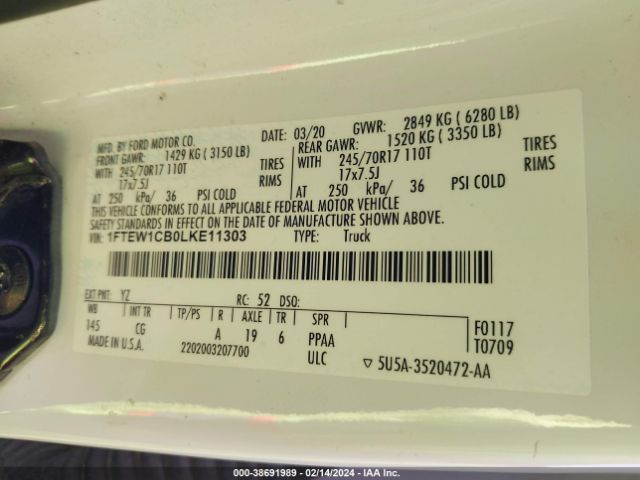 MFD. BY FORD MOTOR CO.
DATE: 03/20 GVWR: 2849 KG ( 6280 LB)
FRONT GAWR: 1429 KG ( 3150 LB)
REAR GAWR: 1520 KG ( 3350 LB)
WITH 245/70R17 110T TIRES
WITH 245/70R17 110T TIRES
17x7.5J RIMS
17x7.5J RIMS
AT 250 kPa/ 36 PSI COLD
AT 250 kPa/ 36 PSI COLD
THIS VEHICLE CONFORMS TO ALL APPLICABLE FEDERAL MOTOR VEHICLE
SAFETY STANDARDS IN EFFECT ON THE DATE OF MANUFACTURE SHOWN ABOVE.
VIN: 1FTEW1CB0LKE11303 TYPE: Truck
EXT PNT: YZ RC: 52 DSO:
WB INT TR TP/PS R AXLE TR SPR
145 CG A 19 6 PPAA
F0117
MADE IN U.S.A. 2202003207700 ULC
T0709
▽ 5U5A-3520472-AA
000-38691989 - 02/14/2024 - IAA Inc.